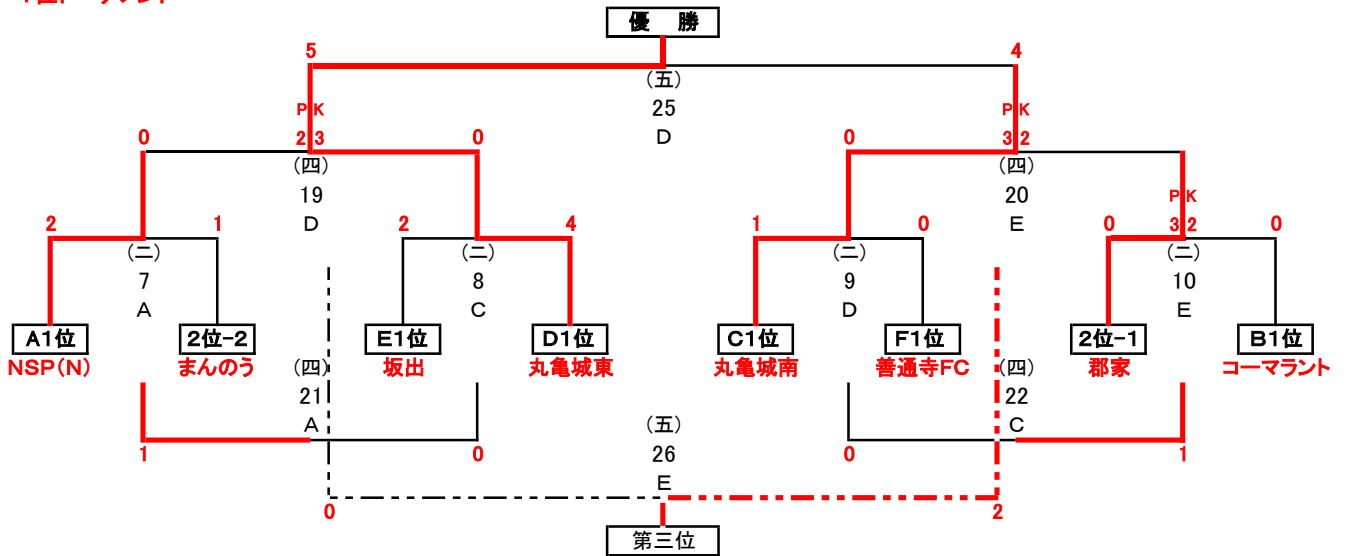 優 勝
5 4
(五)
25
D
PK PK
0 2 3 0 0 3 2
(四) (四)
19 20
D E
PK
2 1 2 4 1 0 0 3 2 0
(二) (二) (二) (二)
7 8 9 10
A C D E
A1位 2位-2 E1位 D1位 C1位 F1位 2位-1 B1位
NSP(N) まんのう 坂出 丸亀城東 丸亀城南 善通寺FC 郡家 コーマラント
(四) (四)
21 22
A C
(五)
1 0 26 0 1
E
0 2
第三位